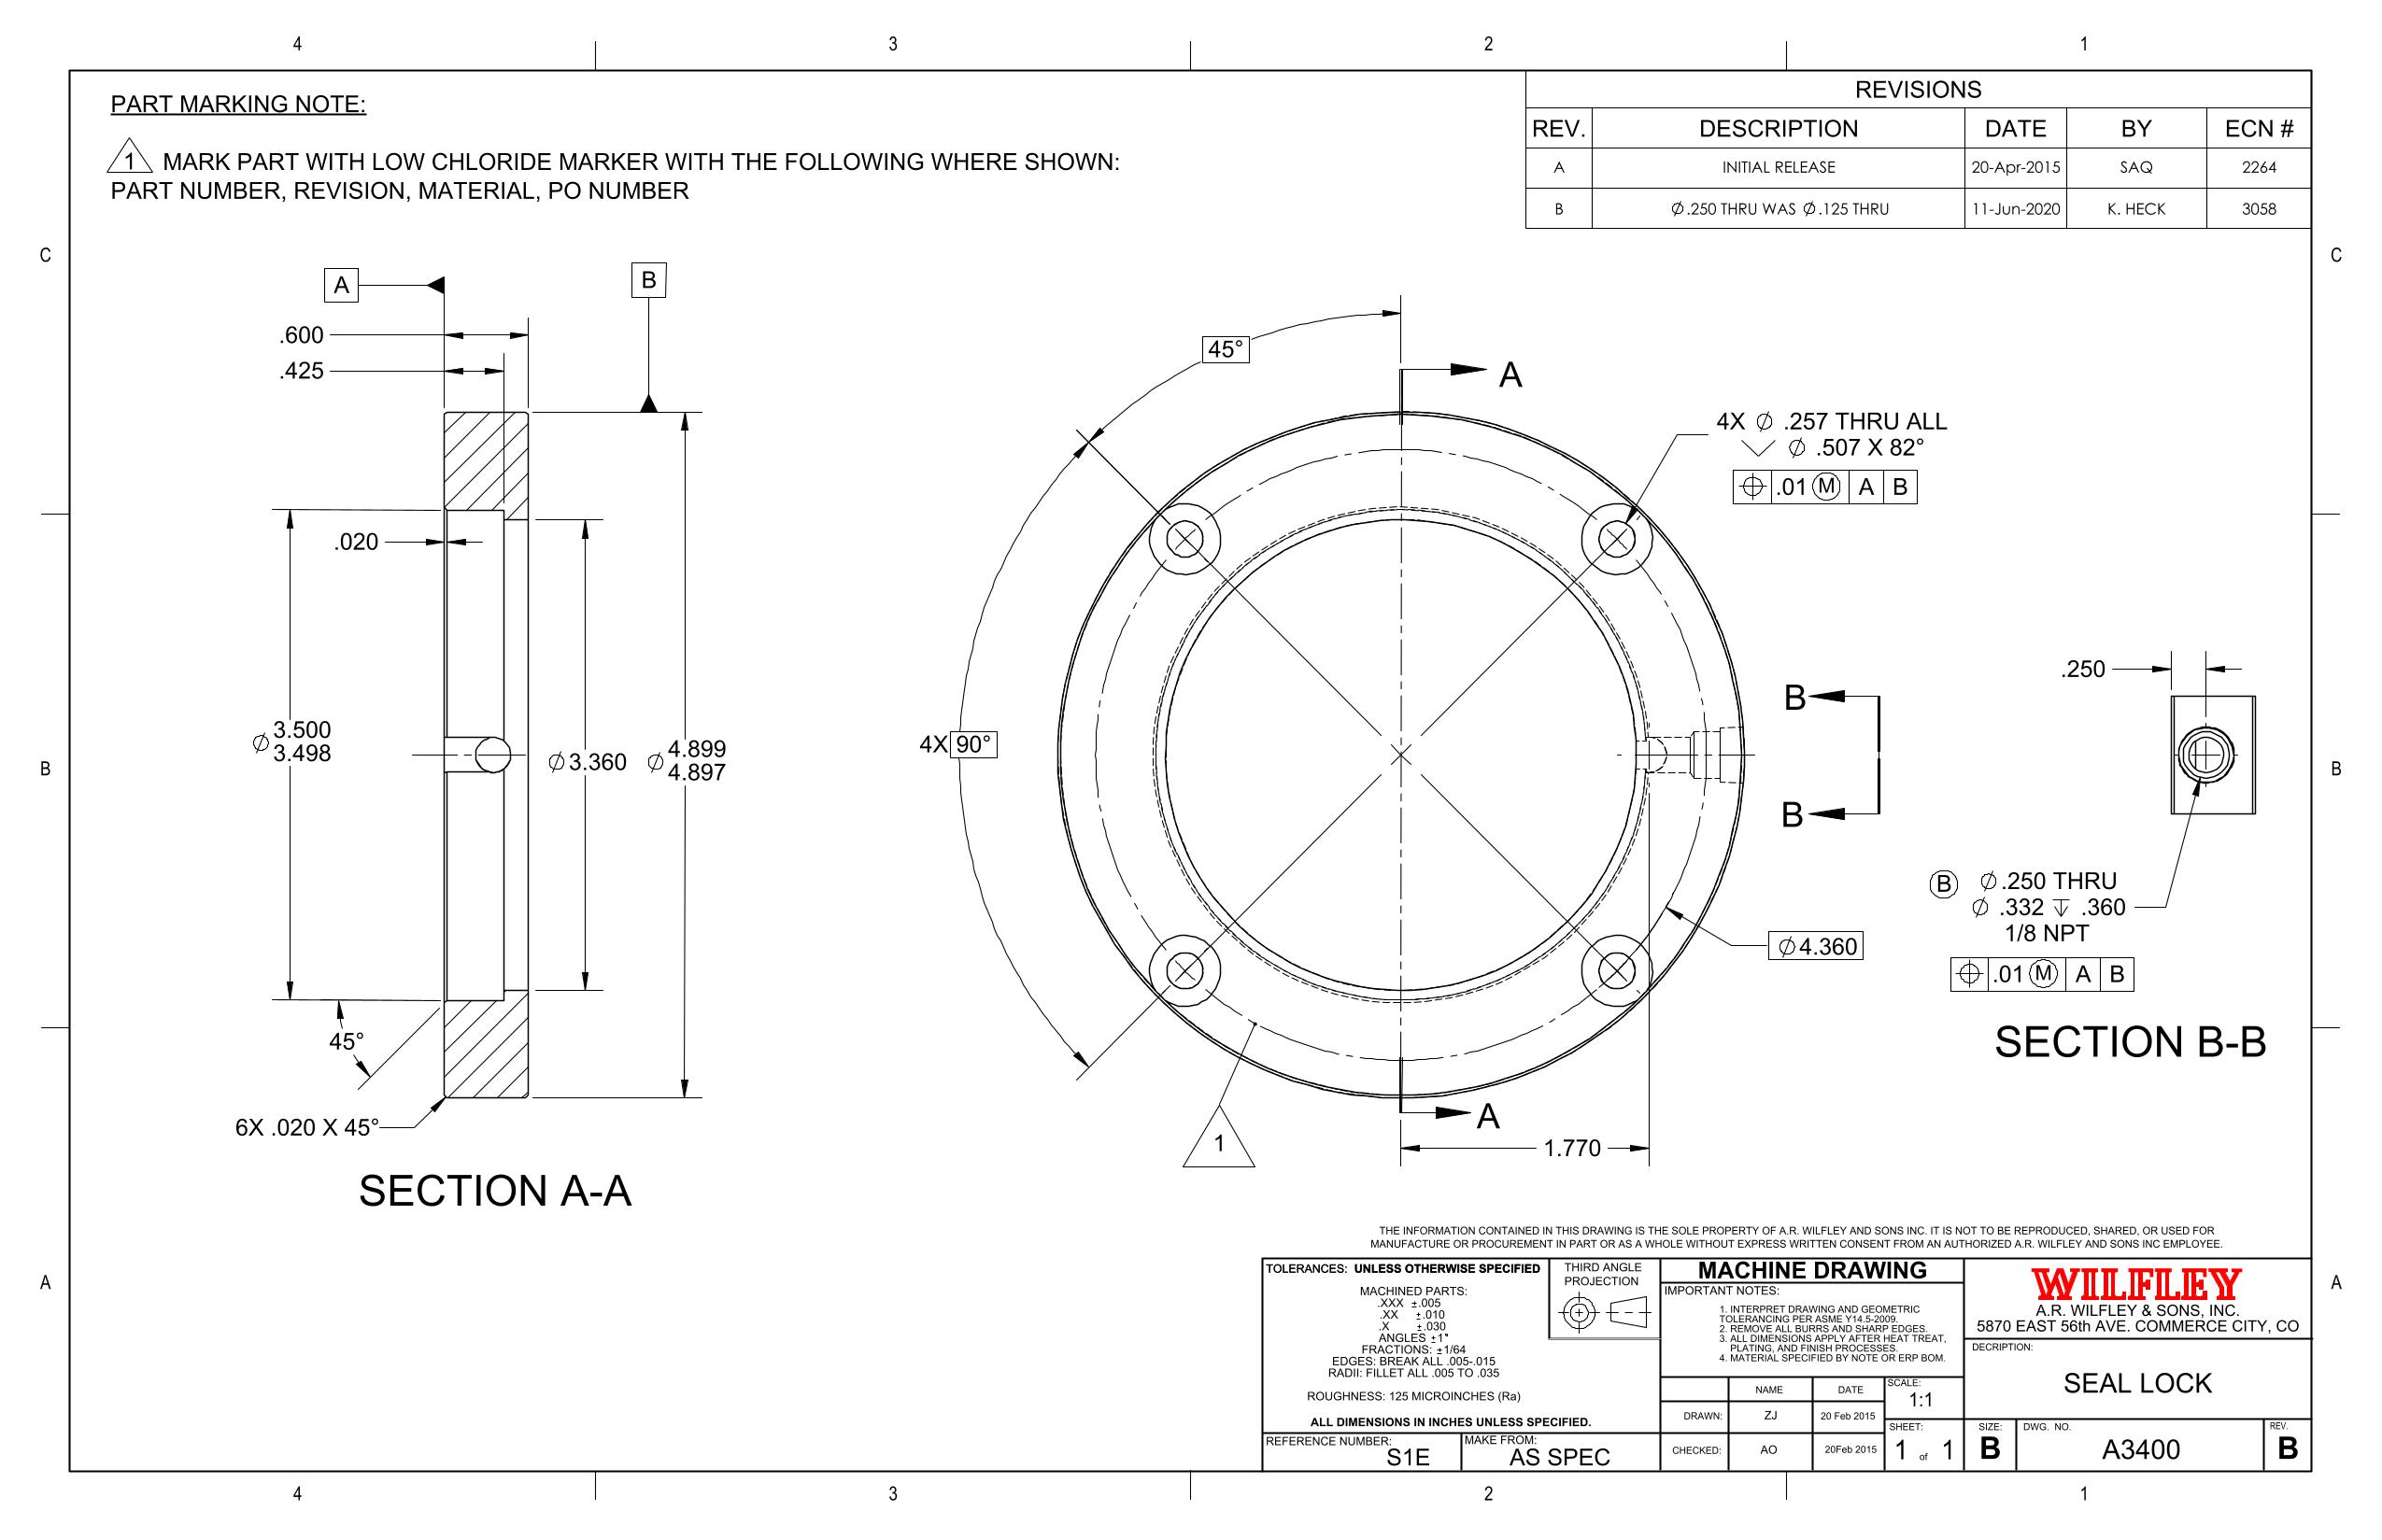 4 3 2 1
PART MARKING NOTE:
1 MARK PART WITH LOW CHLORIDE MARKER WITH THE FOLLOWING WHERE SHOWN:
PART NUMBER, REVISION, MATERIAL, PO NUMBER
REVISIONS
REV. DESCRIPTION DATE BY ECN #
A INITIAL RELEASE 20-Apr-2015 SAQ 2264
B ⌀.250 THRU WAS ⌀.125 THRU 11-Jun-2020 K. HECK 3058
C C
A
B
.600
.425
.020
⌀3.500
3.498
⌀3.360
⌀4.899
4.897
45°
6X .020 X 45°
SECTION A-A
45°
A
4X ⌀ .257 THRU ALL
⌵ ⌀ .507 X 82°
⌖ .01 Ⓜ A B
4X 90°
B
B
⌀4.360
A
1
1.770
.250
B ⌀.250 THRU
⌀ .332 ↧ .360
1/8 NPT
⌖ .01 Ⓜ A B
SECTION B-B
B B
THE INFORMATION CONTAINED IN THIS DRAWING IS THE SOLE PROPERTY OF A.R. WILFLEY AND SONS INC. IT IS NOT TO BE REPRODUCED, SHARED, OR USED FOR
MANUFACTURE OR PROCUREMENT IN PART OR AS A WHOLE WITHOUT EXPRESS WRITTEN CONSENT FROM AN AUTHORIZED A.R. WILFLEY AND SONS INC EMPLOYEE.
TOLERANCES: UNLESS OTHERWISE SPECIFIED
MACHINED PARTS:
.XXX ±.005
.XX ±.010
.X ±.030
ANGLES ±1°
FRACTIONS: ±1/64
EDGES: BREAK ALL .005-.015
RADII: FILLET ALL .005 TO .035
ROUGHNESS: 125 MICROINCHES (Ra)
ALL DIMENSIONS IN INCHES UNLESS SPECIFIED.
REFERENCE NUMBER: S1E
MAKE FROM: AS SPEC
THIRD ANGLE
PROJECTION
MACHINE DRAWING
IMPORTANT NOTES:
1. INTERPRET DRAWING AND GEOMETRIC
TOLERANCING PER ASME Y14.5-2009.
2. REMOVE ALL BURRS AND SHARP EDGES.
3. ALL DIMENSIONS APPLY AFTER HEAT TREAT,
PLATING, AND FINISH PROCESSES.
4. MATERIAL SPECIFIED BY NOTE OR ERP BOM.
NAME DATE
DRAWN: ZJ 20 Feb 2015
CHECKED: AO 20Feb 2015
SCALE:
1:1
SHEET:
1 of 1
WILFLEY
A.R. WILFLEY & SONS, INC.
5870 EAST 56th AVE. COMMERCE CITY, CO
DECRIPTION:
SEAL LOCK
SIZE:
B
DWG. NO.
A3400
REV.
B
A A
4 3 2 1